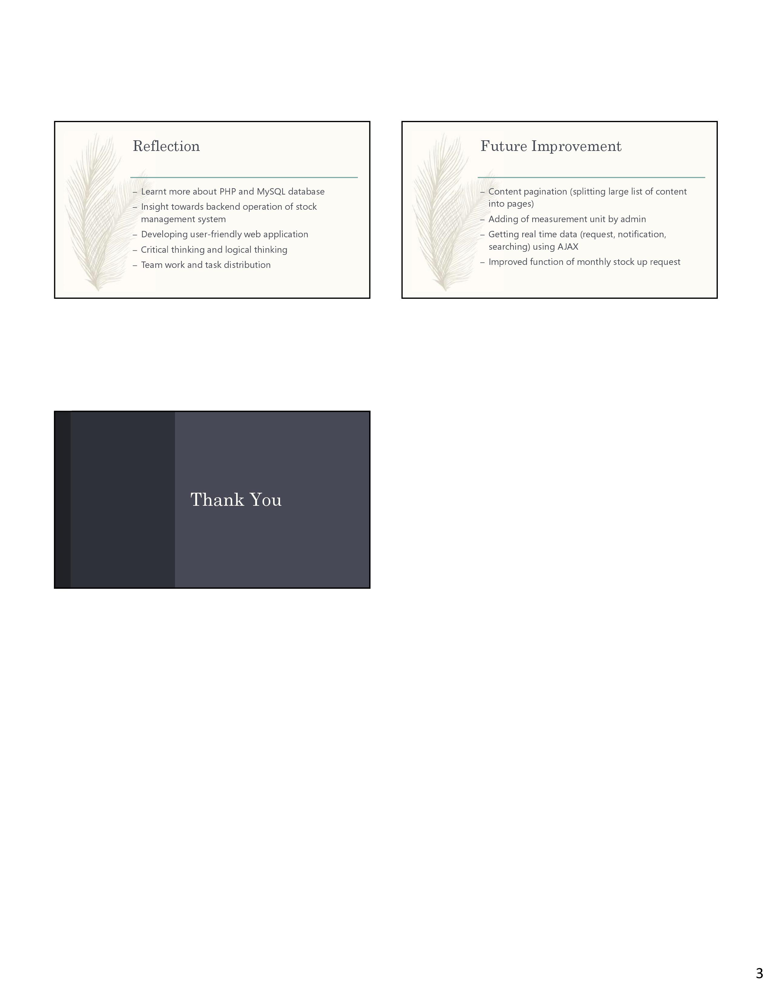 Reflection
– Learnt more about PHP and MySQL database
– Insight towards backend operation of stock
management system
– Developing user-friendly web application
– Critical thinking and logical thinking
– Team work and task distribution
Future Improvement
– Content pagination (splitting large list of content
into pages)
– Adding of measurement unit by admin
– Getting real time data (request, notification,
searching) using AJAX
– Improved function of monthly stock up request
Thank You
3